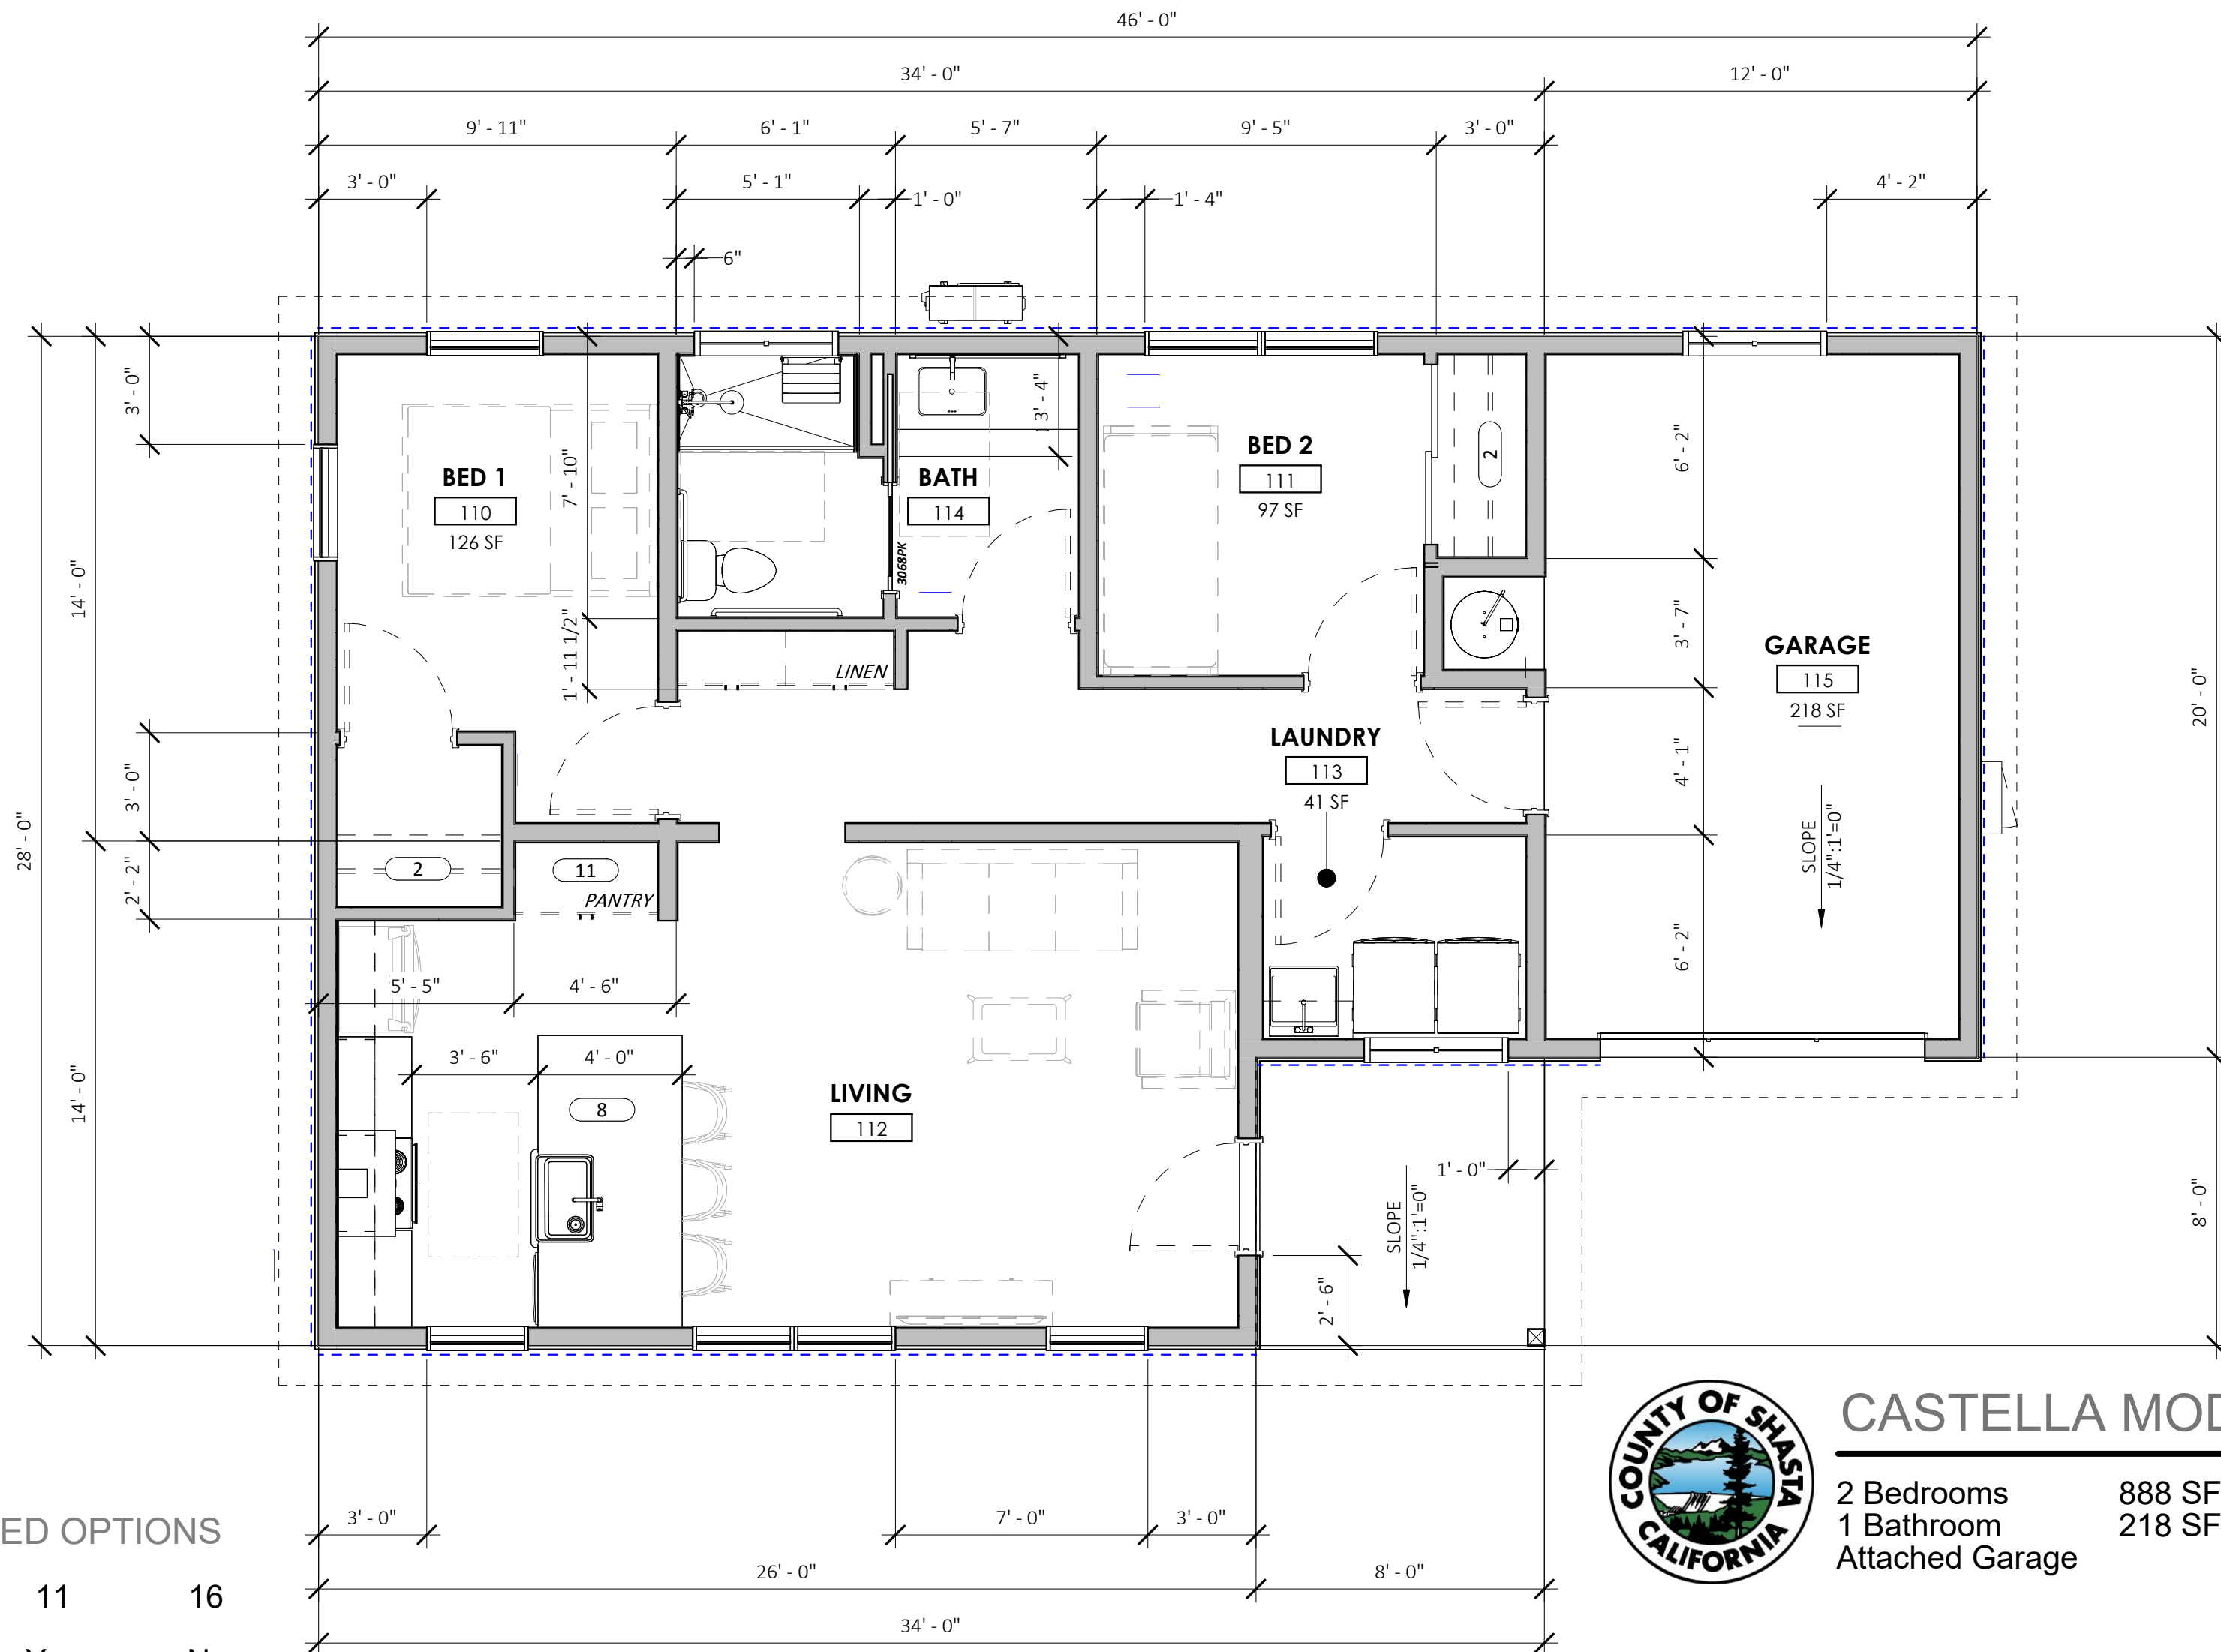 46' - 0"
34' - 0"
12' - 0"
9' - 11"
6' - 1"
5' - 7"
9' - 5"
3' - 0"
3' - 0"
5' - 1"
1' - 0"
1' - 4"
4' - 2"
6"
3' - 0"
14' - 0"
3' - 0"
2' - 2"
28' - 0"
14' - 0"
BED 1
110
126 SF
7' - 10"
1' - 11 1/2"
LINEN
3068PK
BATH
114
3' - 4"
BED 2
111
97 SF
2
6' - 2"
3' - 7"
4' - 1"
6' - 2"
GARAGE
115
218 SF
SLOPE
1/4":1'=0"
20' - 0"
8' - 0"
LAUNDRY
113
41 SF
2
11
PANTRY
5' - 5"
4' - 6"
3' - 6"
4' - 0"
8
LIVING
112
1' - 0"
SLOPE
1/4":1'=0"
2' - 6"
3' - 0"
7' - 0"
3' - 0"
26' - 0"
8' - 0"
34' - 0"
ED OPTIONS
11 16
COUNTY OF SHASTA
CALIFORNIA
CASTELLA MOD
2 Bedrooms 888 SF
1 Bathroom 218 SF
Attached Garage